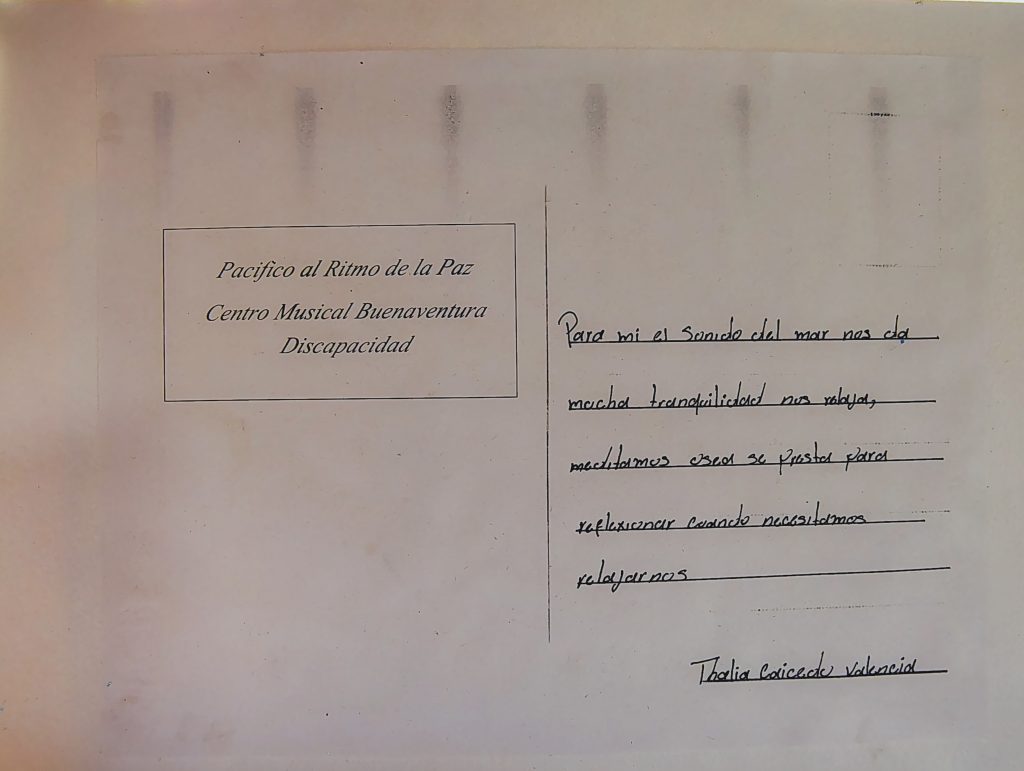 Pacifico al Ritmo de la Paz
Centro Musical Buenaventura
Discapacidad
Para mi el sonido del mar nos da
mucha tranquilidad nos relaja,
meditamos osea se presta para
reflexionar cuando necesitamos
relajarnos
Thalia Caicedo Valencia